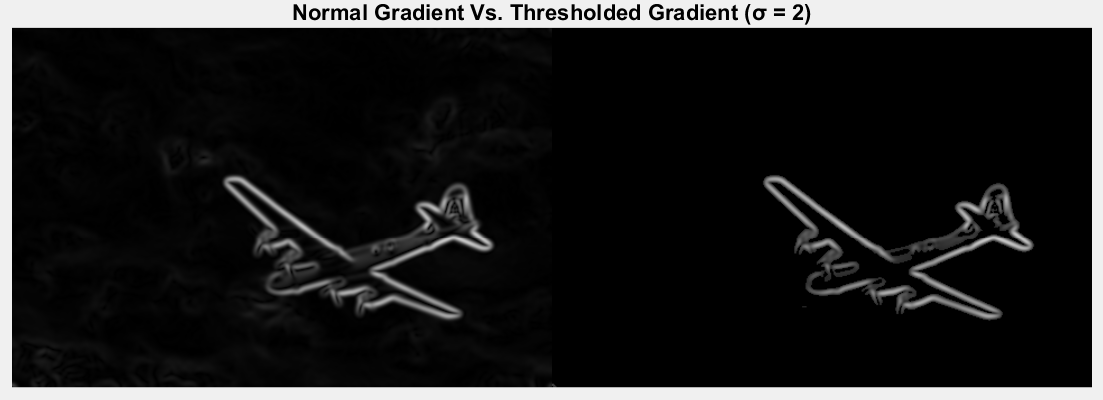 Normal Gradient Vs. Thresholded Gradient (σ = 2)
A
A